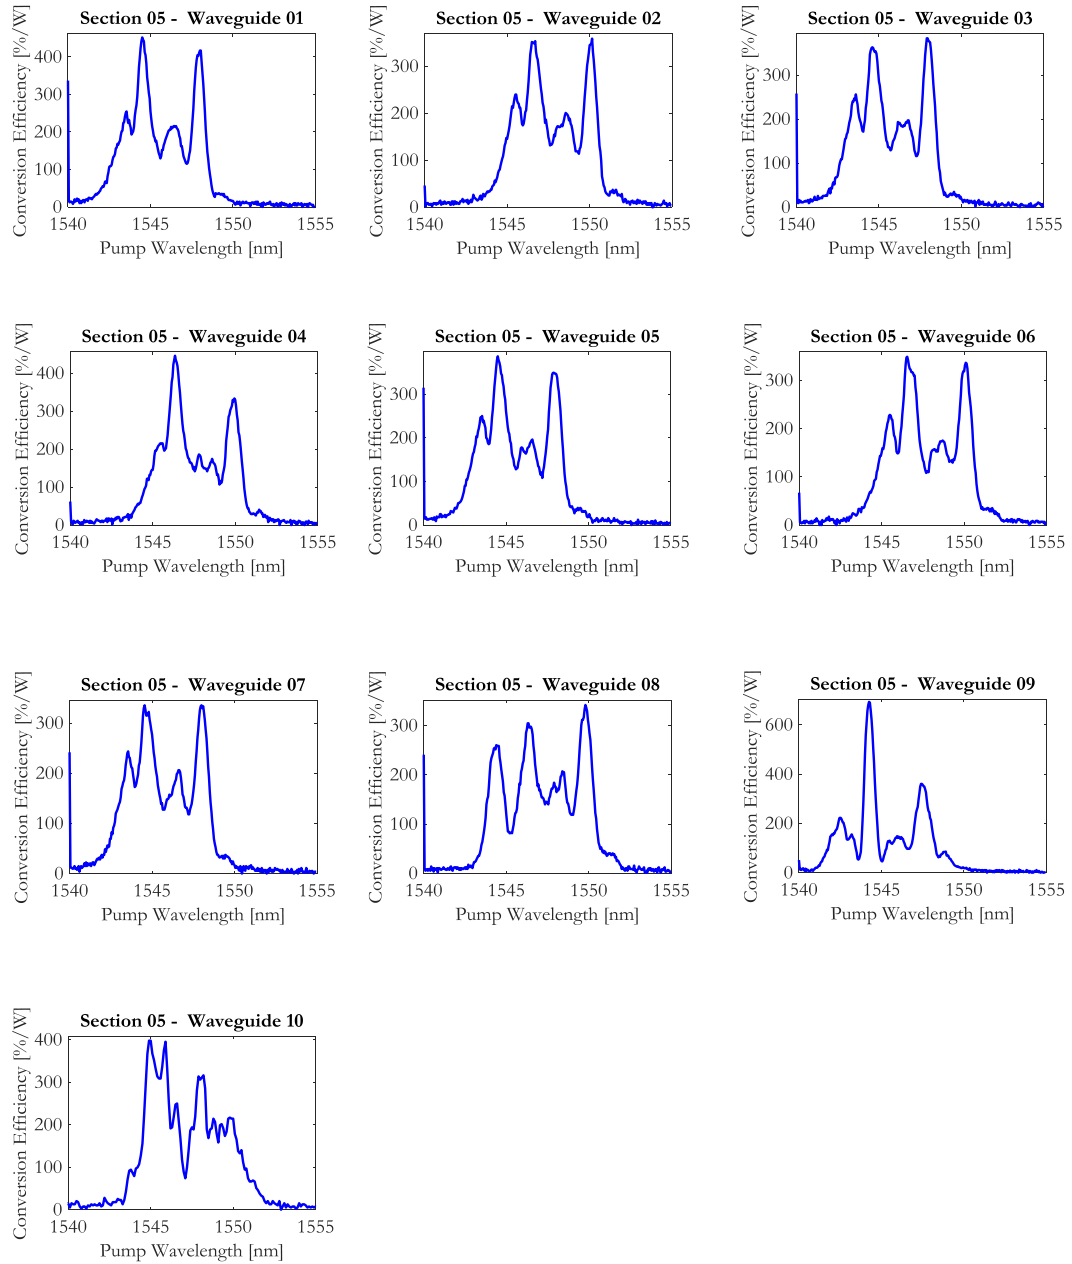 Section 05 -  Waveguide 01
Conversion Efficiency [%/W]
400
300
200
100
0
1540 1545 1550 1555
Pump Wavelength [nm]
Section 05 -  Waveguide 02
Conversion Efficiency [%/W]
300
200
100
0
1540 1545 1550 1555
Pump Wavelength [nm]
Section 05 -  Waveguide 03
Conversion Efficiency [%/W]
300
200
100
0
1540 1545 1550 1555
Pump Wavelength [nm]
Section 05 -  Waveguide 04
Conversion Efficiency [%/W]
400
300
200
100
0
1540 1545 1550 1555
Pump Wavelength [nm]
Section 05 -  Waveguide 05
Conversion Efficiency [%/W]
300
200
100
0
1540 1545 1550 1555
Pump Wavelength [nm]
Section 05 -  Waveguide 06
Conversion Efficiency [%/W]
300
200
100
0
1540 1545 1550 1555
Pump Wavelength [nm]
Section 05 -  Waveguide 07
Conversion Efficiency [%/W]
300
200
100
0
1540 1545 1550 1555
Pump Wavelength [nm]
Section 05 -  Waveguide 08
Conversion Efficiency [%/W]
300
200
100
0
1540 1545 1550 1555
Pump Wavelength [nm]
Section 05 -  Waveguide 09
Conversion Efficiency [%/W]
600
400
200
0
1540 1545 1550 1555
Pump Wavelength [nm]
Section 05 -  Waveguide 10
Conversion Efficiency [%/W]
400
300
200
100
0
1540 1545 1550 1555
Pump Wavelength [nm]